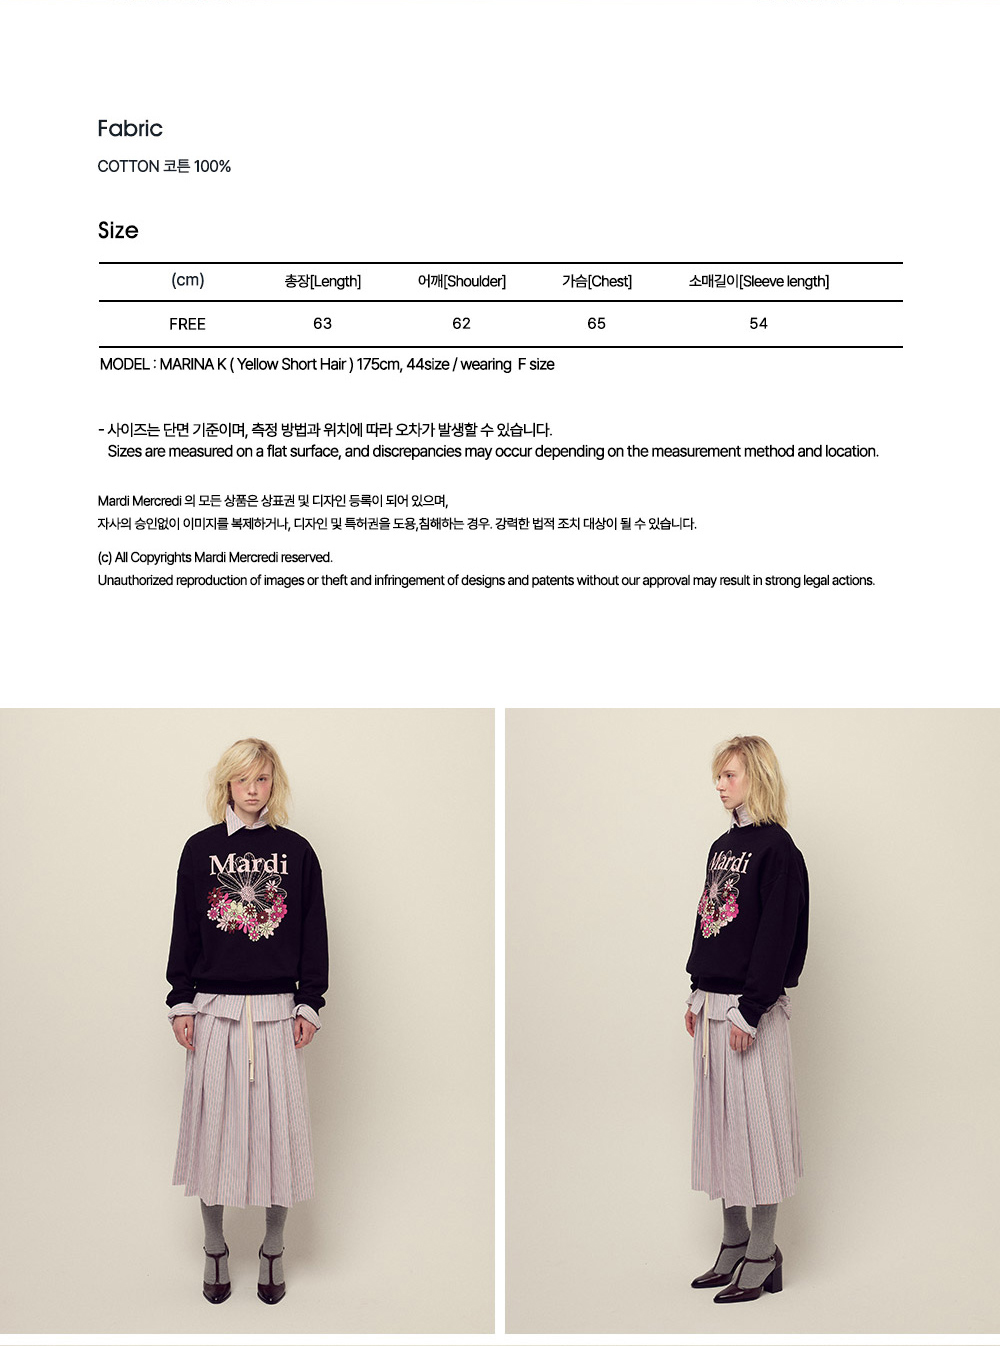 Fabric
COTTON 코튼 100%
Size
(cm) 총장[Length] 어깨[Shoulder] 가슴[Chest] 소매길이[Sleeve length]
FREE 63 62 65 54
MODEL : MARINA K ( Yellow Short Hair ) 175cm, 44size / wearing F size
- 사이즈는 단면 기준이며, 측정 방법과 위치에 따라 오차가 발생할 수 있습니다.
Sizes are measured on a flat surface, and discrepancies may occur depending on the measurement method and location.
Mardi Mercredi 의 모든 상품은 상표권 및 디자인 등록이 되어 있으며,
자사의 승인없이 이미지를 복제하거나, 디자인 및 특허권을 도용,침해하는 경우. 강력한 법적 조치 대상이 될 수 있습니다.
(c) All Copyrights Mardi Mercredi reserved.
Unauthorized reproduction of images or theft and infringement of designs and patents without our approval may result in strong legal actions.
Mardi
Mardi